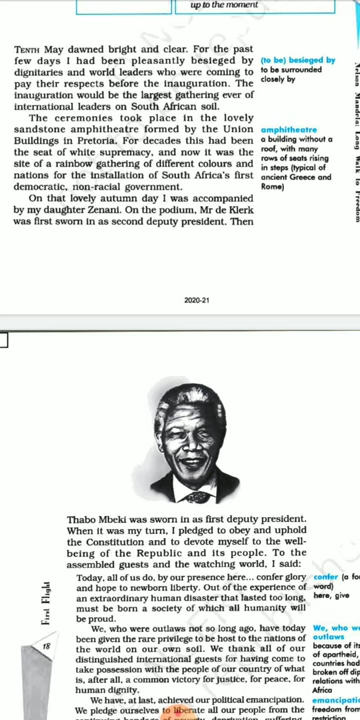 up to the moment
TENTH May dawned bright and clear. For the past
few days I had been pleasantly besieged by
dignitaries and world leaders who were coming to
pay their respects before the inauguration. The
inauguration would be the largest gathering ever of
international leaders on South African soil.
The ceremonies took place in the lovely
sandstone amphitheatre formed by the Union
Buildings in Pretoria. For decades this had been
the seat of white supremacy, and now it was the
site of a rainbow gathering of different colours and
nations for the installation of South Africa's first
democratic, non-racial government.
On that lovely autumn day I was accompanied
by my daughter Zenani. On the podium, Mr de Klerk
was first sworn in as second deputy president. Then
(to be) besieged by
to be surrounded
closely by
amphitheatre
a building without a
roof, with many
rows of seats rising
in steps (typical of
ancient Greece and
Rome)
Nelson Mandela: Long Walk to Freedom
2020-21
Thabo Mbeki was sworn in as first deputy president.
When it was my turn, I pledged to obey and uphold
the Constitution and to devote myself to the well-
being of the Republic and its people. To the
assembled guests and the watching world, I said:
Today, all of us do, by our presence here... confer glory
and hope to newborn liberty. Out of the experience of
an extraordinary human disaster that lasted too long,
must be born a society of which all humanity will
be proud.
We, who were outlaws not so long ago, have today
been given the rare privilege to be host to the nations of
the world on our own soil. We thank all of our
distinguished international guests for having come to
take possession with the people of our country of what
is, after all, a common victory for justice, for peace, for
human dignity.
We have, at last, achieved our political emancipation.
We pledge ourselves to liberate all our people from the
confer (a fo
word)
here, give
We, who we
outlaws
because of its
of apartheid,
countries had
broken off dip
relations with
Africa
emancipatio
freedom from
First Flight
18